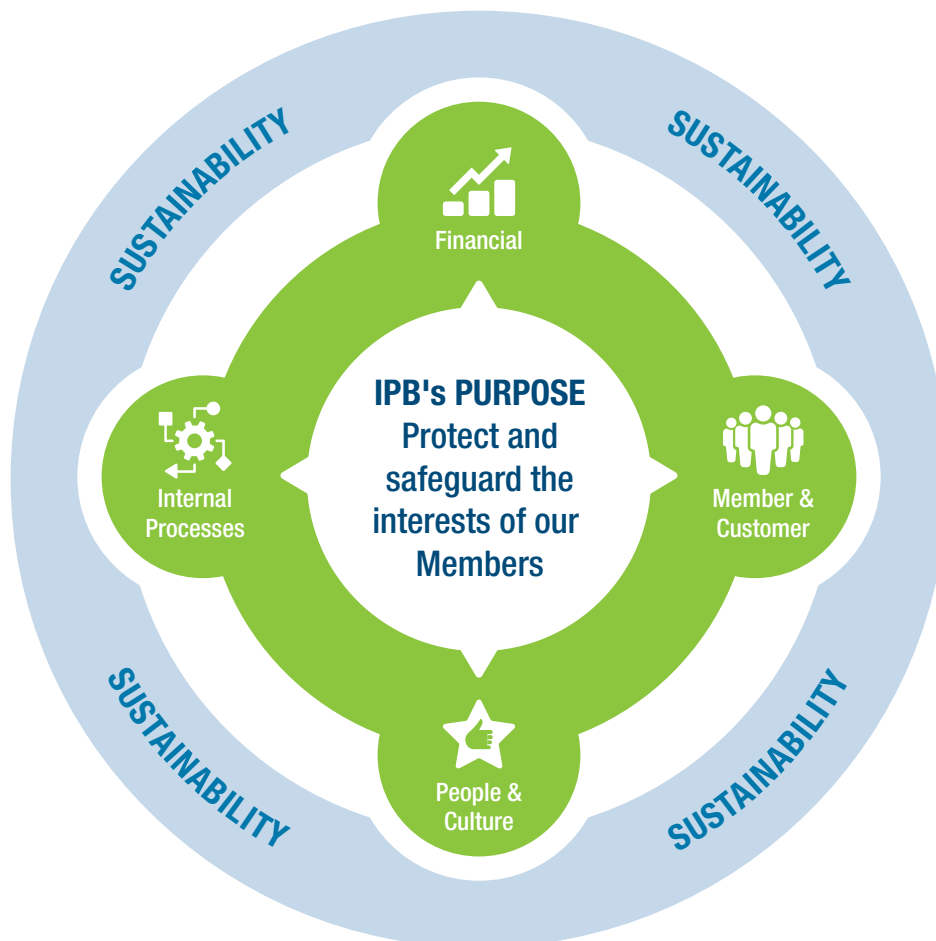 SUSTAINABILITY
SUSTAINABILITY
Financial
IPB's PURPOSE
Protect and
safeguard the
interests of our
Members
Internal
Processes
Member &
Customer
People &
Culture
SUSTAINABILITY
SUSTAINABILITY